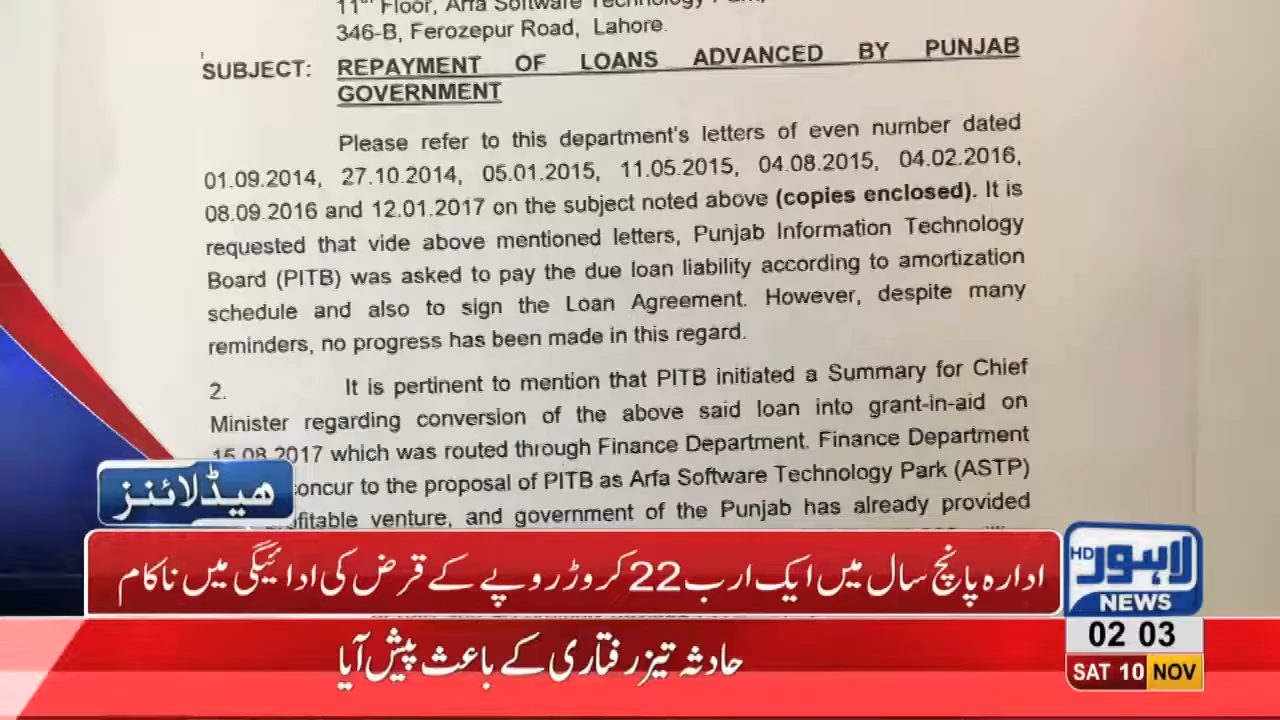 11th Floor, Arfa Software Technology Park,
346-B, Ferozepur Road, Lahore.
SUBJECT: REPAYMENT OF LOANS ADVANCED BY PUNJAB
GOVERNMENT
Please refer to this department's letters of even number dated
01.09.2014, 27.10.2014, 05.01.2015, 11.05.2015, 04.08.2015, 04.02.2016,
08.09.2016 and 12.01.2017 on the subject noted above (copies enclosed). It is
requested that vide above mentioned letters, Punjab Information Technology
Board (PITB) was asked to pay the due loan liability according to amortization
schedule and also to sign the Loan Agreement. However, despite many
reminders, no progress has been made in this regard.
2. It is pertinent to mention that PITB initiated a Summary for Chief
Minister regarding conversion of the above said loan into grant-in-aid on
15.08.2017 which was routed through Finance Department. Finance Department
oncur to the proposal of PITB as Arfa Software Technology Park (ASTP)
fitable venture, and government of the Punjab has already provided
ھیڈلائنز
ادارہ پانچ سال میں ایک ارب 22 کروڑ روپے کے قرض کی ادائیگی میں ناکام
حادثہ تیز رفتاری کے باعث پیش آیا
HD لاہور
NEWS
02 03
SAT 10 NOV